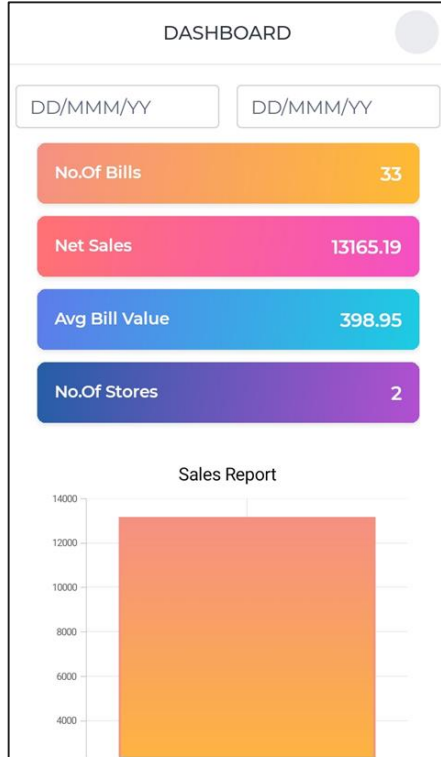 DASHBOARD
DD/MMM/YY DD/MMM/YY
No.Of Bills 33
Net Sales 13165.19
Avg Bill Value 398.95
No.Of Stores 2
Sales Report
14000
12000
10000
8000
6000
4000